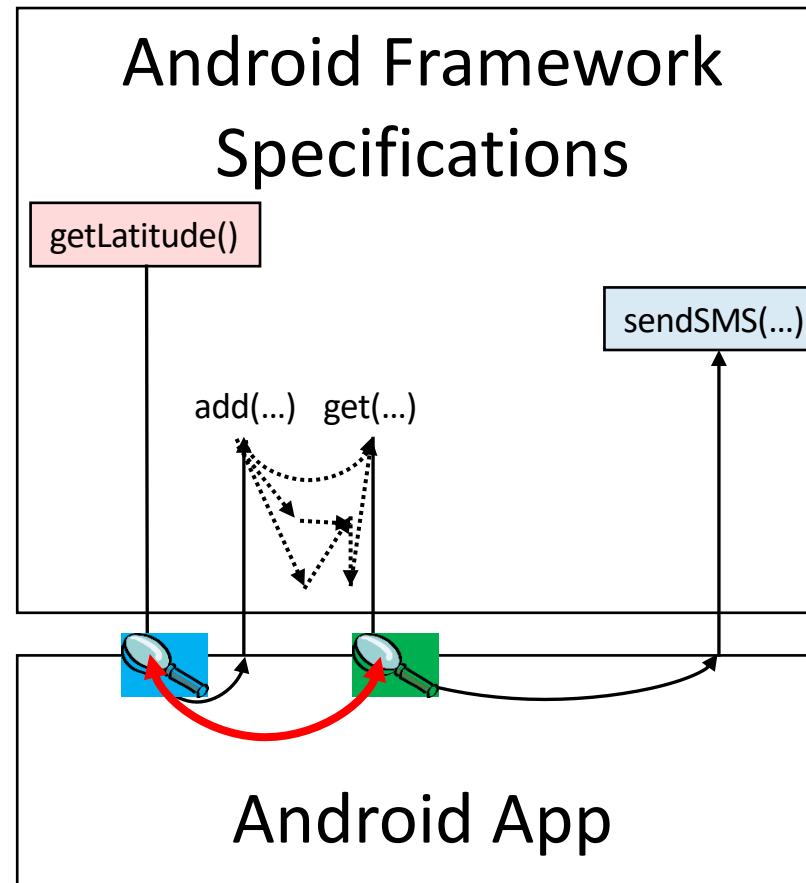 Android Framework
Specifications
getLatitude()
sendSMS(…)
add(…) get(…)
Android App